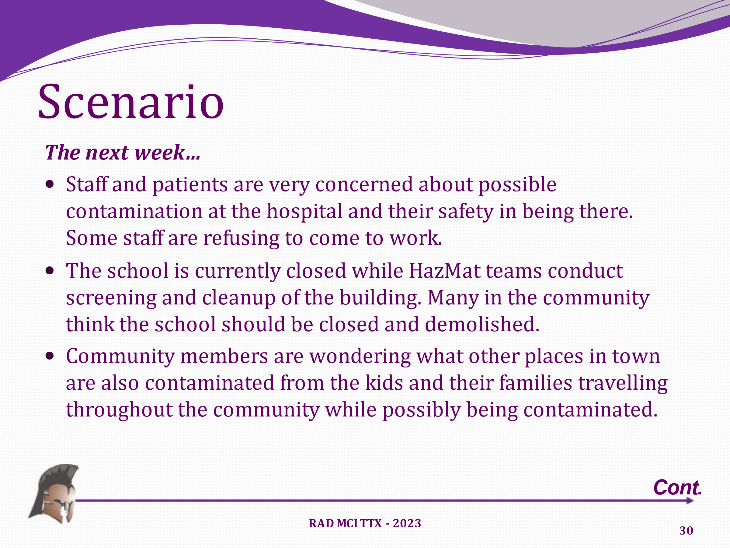 Scenario
The next week…
• Staff and patients are very concerned about possible
contamination at the hospital and their safety in being there.
Some staff are refusing to come to work.
• The school is currently closed while HazMat teams conduct
screening and cleanup of the building. Many in the community
think the school should be closed and demolished.
• Community members are wondering what other places in town
are also contaminated from the kids and their families travelling
throughout the community while possibly being contaminated.
Cont.
RAD MCI TTX - 2023
30